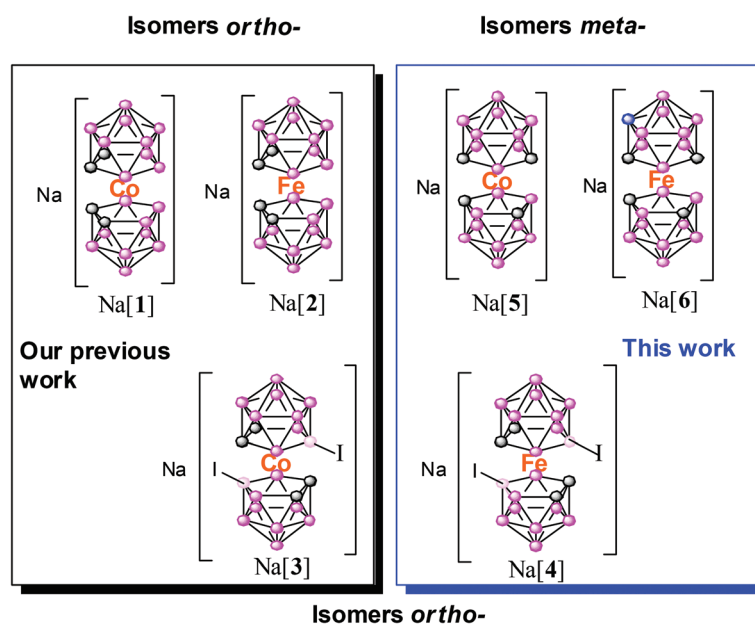 Isomers ortho-
Isomers meta-
Na
Co
Na[1]
Na
Fe
Na[2]
Na
Co
Na[5]
Na
Fe
Na[6]
Our previous
work
This work
Na
I
Co
I
Na[3]
Na
I
Fe
I
Na[4]
Isomers ortho-